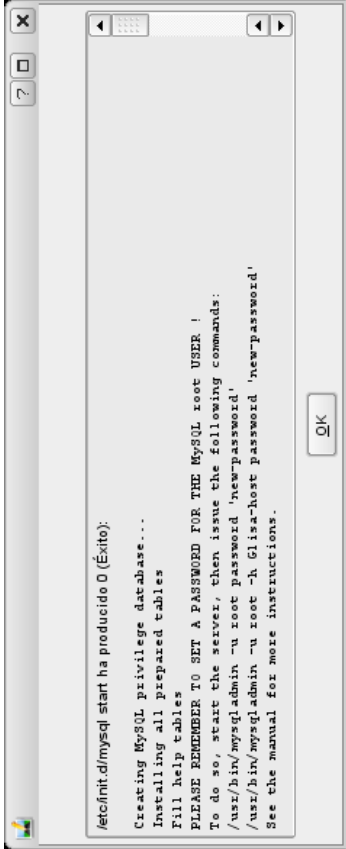 /etc/init.d/mysql start ha producido 0 (Éxito):
Creating MySQL privilege database...
Installing all prepared tables
Fill help tables
PLEASE REMEMBER TO SET A PASSWORD FOR THE MySQL root USER !
To do so, start the server, then issue the following commands:
/usr/bin/mysqladmin -u root password 'new-password'
/usr/bin/mysqladmin -u root -h Glisa-host password 'new-password'
See the manual for more instructions.
OK